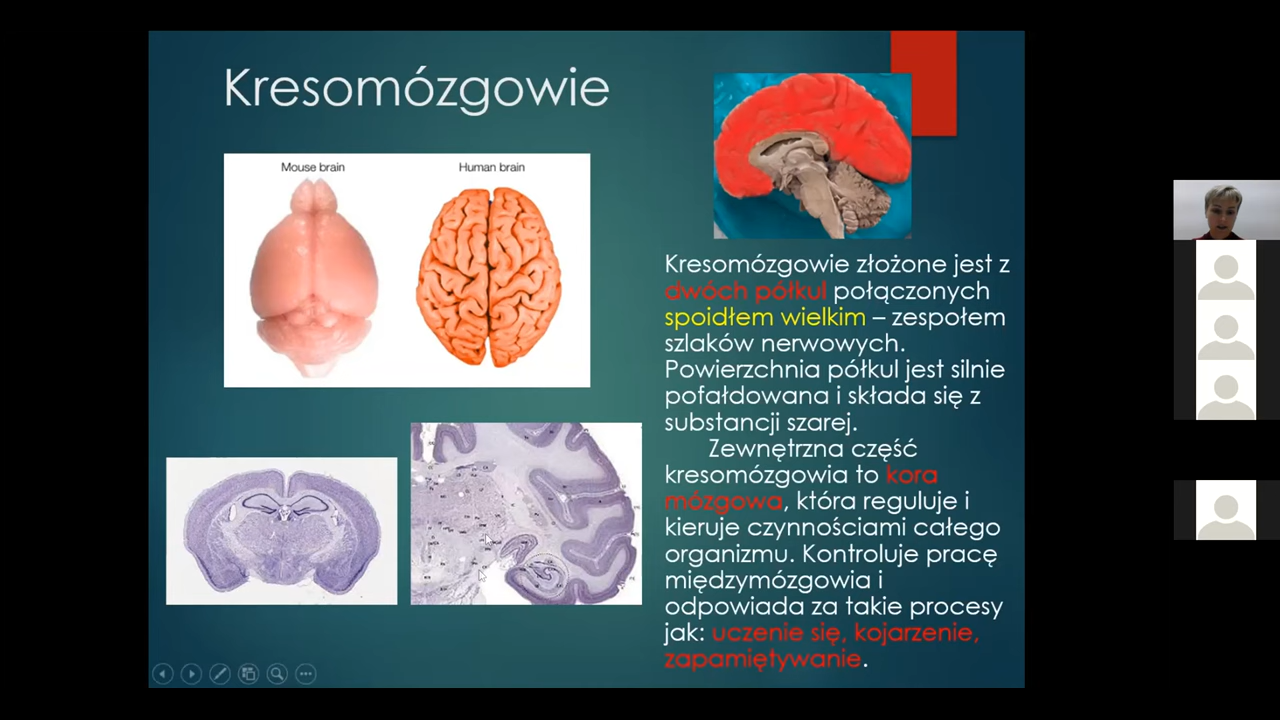 Kresomózgowie
Mouse brain
Human brain
Kresomózgowie złożone jest z
dwóch półkul połączonych
spoidłem wielkim – zespołem
szlaków nerwowych.
Powierzchnia półkul jest silnie
pofałdowana i składa się z
substancji szarej.
Zewnętrzna część
kresomózgowia to kora
mózgowa, która reguluje i
kieruje czynnościami całego
organizmu. Kontroluje pracę
międzymózgowia i
odpowiada za takie procesy
jak: uczenie się, kojarzenie,
zapamiętywanie.